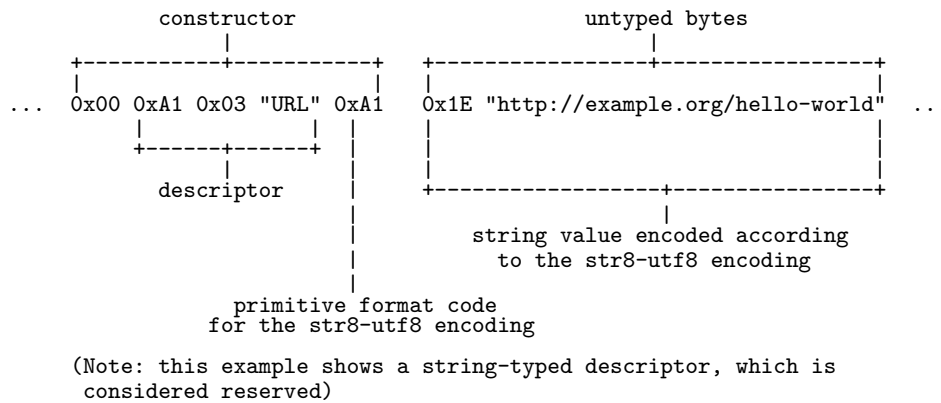 constructor untyped bytes
... 0x00 0xA1 0x03 "URL" 0xA1 0x1E "http://example.org/hello-world" ..
descriptor
string value encoded according
to the str8-utf8 encoding
primitive format code
for the str8-utf8 encoding
(Note: this example shows a string-typed descriptor, which is
considered reserved)